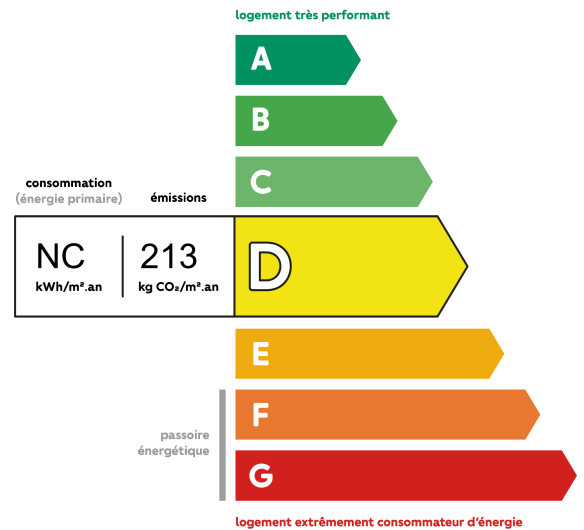 logement très performant
A
B
C
consommation
(énergie primaire)
émissions
NC
213
kWh/m².an
kg CO₂/m².an
D
E
F
passoire
énergétique
G
logement extrêmement consommateur d'énergie